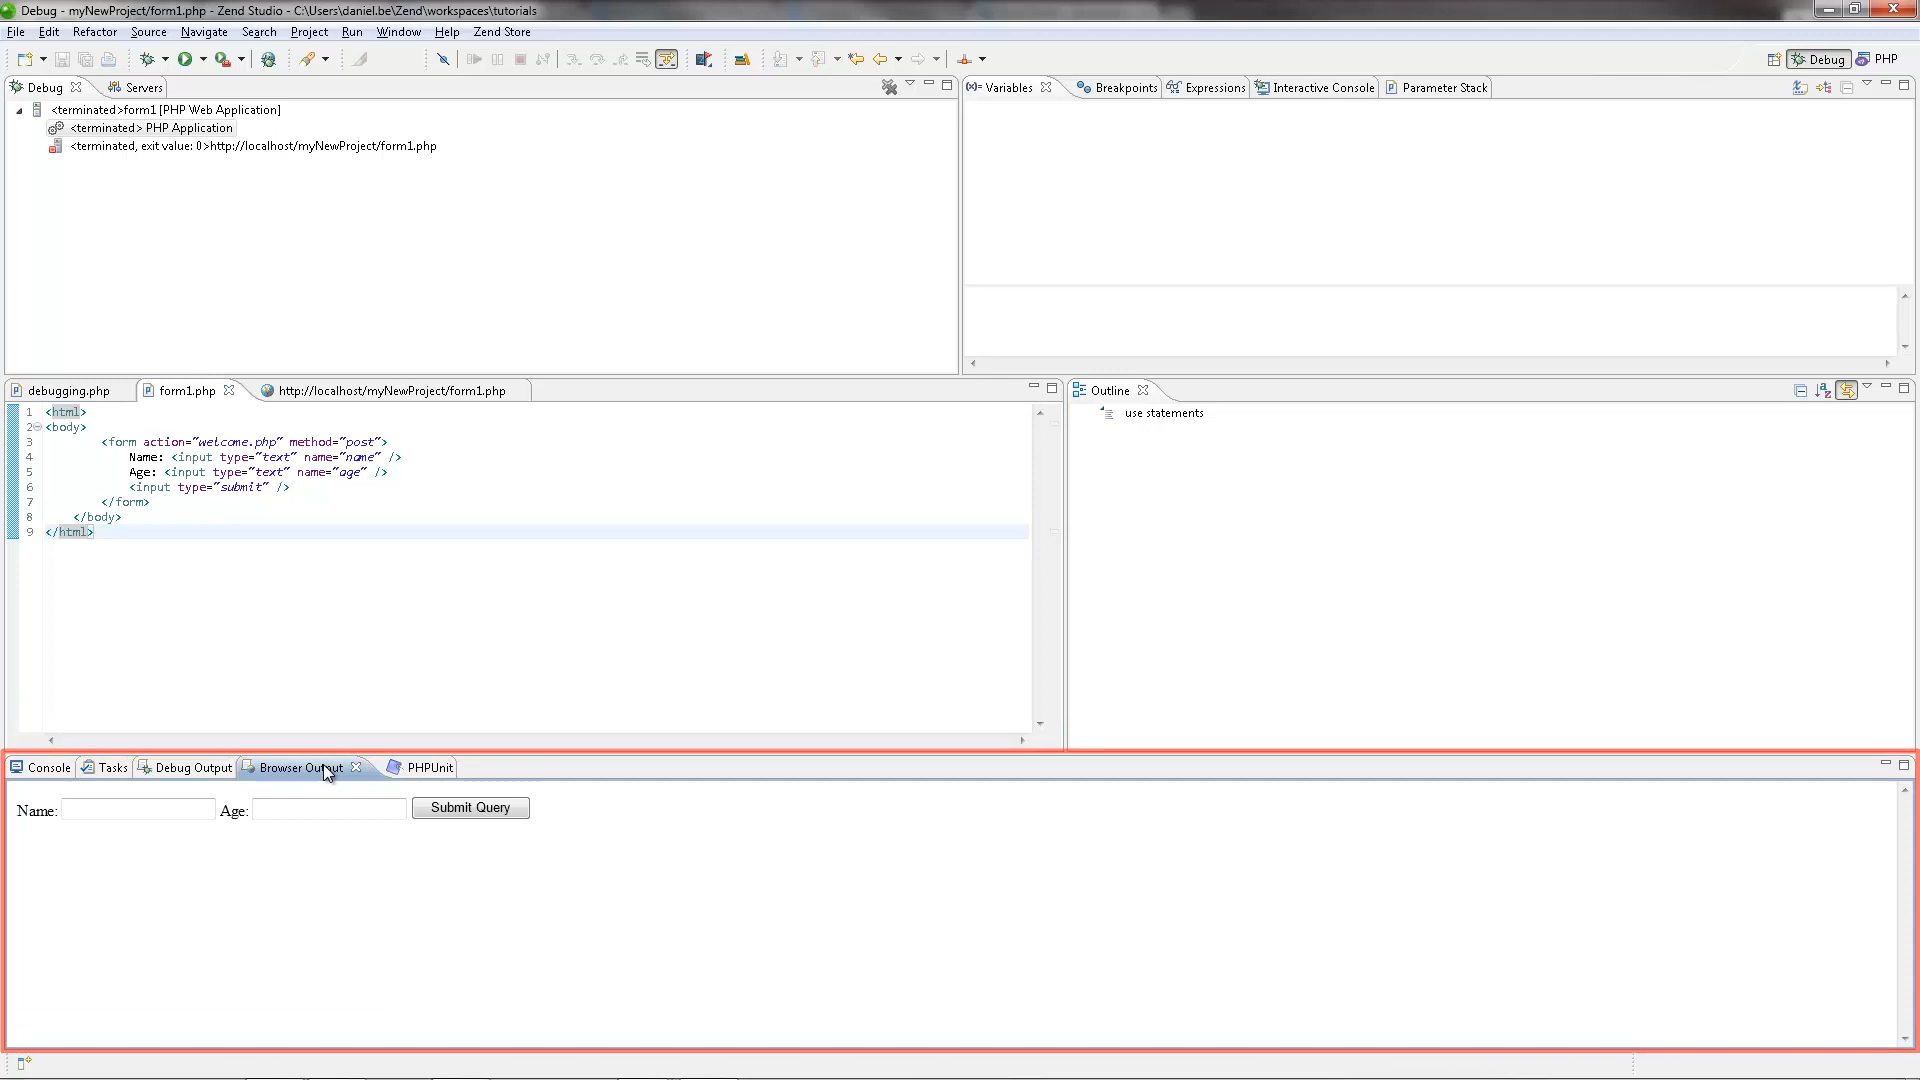 Debug - myNewProject/form1.php - Zend Studio - C:\Users\daniel.be\Zend\workspaces\tutorials
File Edit Refactor Source Navigate Search Project Run Window Help Zend Store
Debug PHP
Debug Servers
<terminated>form1 [PHP Web Application]
<terminated> PHP Application
<terminated, exit value: 0>http://localhost/myNewProject/form1.php
(x)= Variables Breakpoints Expressions Interactive Console Parameter Stack
debugging.php form1.php http://localhost/myNewProject/form1.php
1 <html>
2 <body>
3 <form action="welcome.php" method="post">
4 Name: <input type="text" name="name" />
5 Age: <input type="text" name="age" />
6 <input type="submit" />
7 </form>
8 </body>
9 </html>
Outline
use statements
Console Tasks Debug Output Browser Output PHPUnit
Name: Age: Submit Query